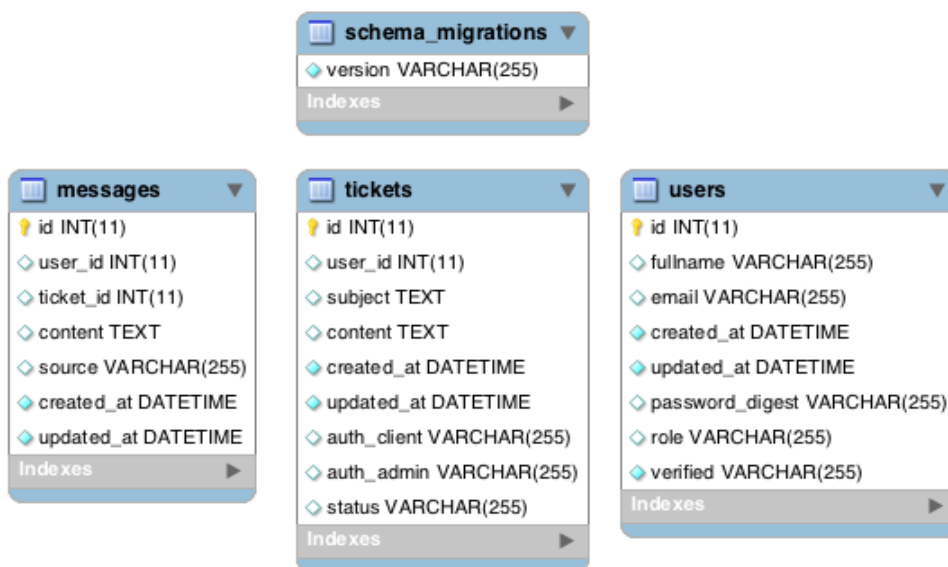 schema_migrations
version VARCHAR(255)
Indexes
messages
id INT(11)
user_id INT(11)
ticket_id INT(11)
content TEXT
source VARCHAR(255)
created_at DATETIME
updated_at DATETIME
Indexes
tickets
id INT(11)
user_id INT(11)
subject TEXT
content TEXT
created_at DATETIME
updated_at DATETIME
auth_client VARCHAR(255)
auth_admin VARCHAR(255)
status VARCHAR(255)
Indexes
users
id INT(11)
fullname VARCHAR(255)
email VARCHAR(255)
created_at DATETIME
updated_at DATETIME
password_digest VARCHAR(255)
role VARCHAR(255)
verified VARCHAR(255)
Indexes